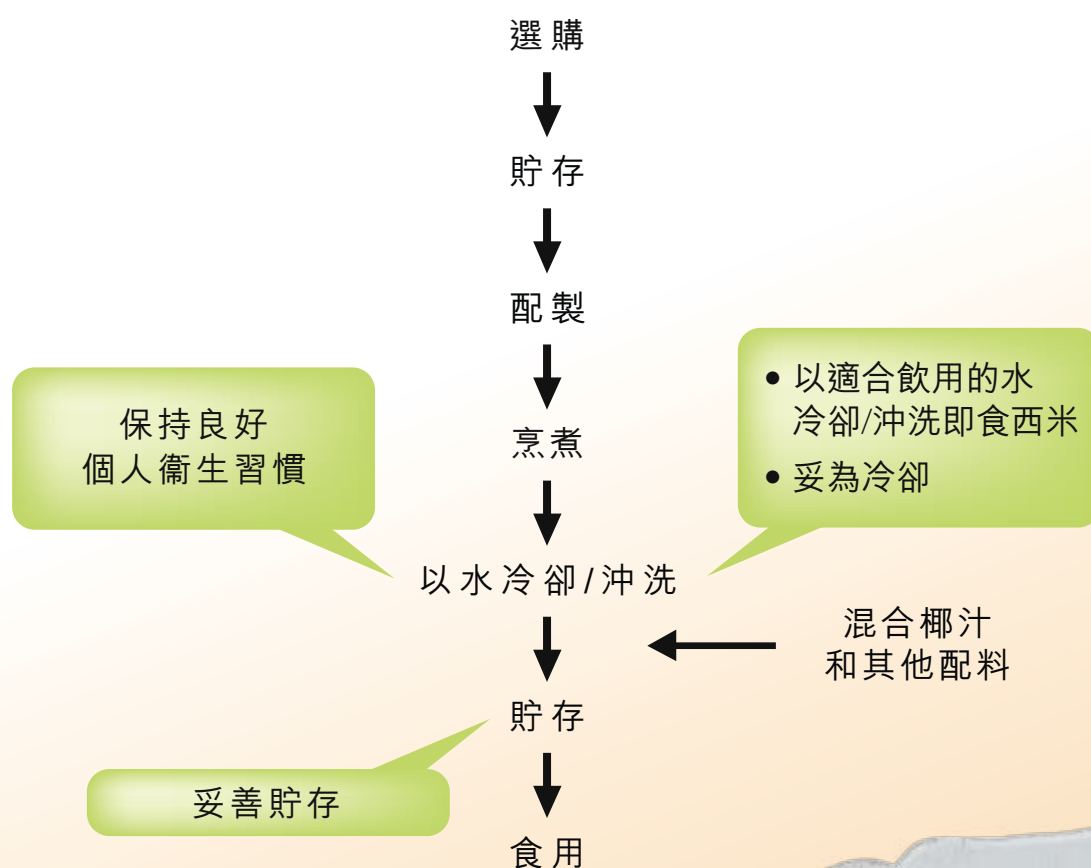 選購
貯存
配製
烹煮
保持良好
個人衞生習慣
• 以適合飲用的水
冷卻/沖洗即食西米
• 妥為冷卻
以水冷卻/沖洗
混合椰汁
和其他配料
貯存
妥善貯存
食用